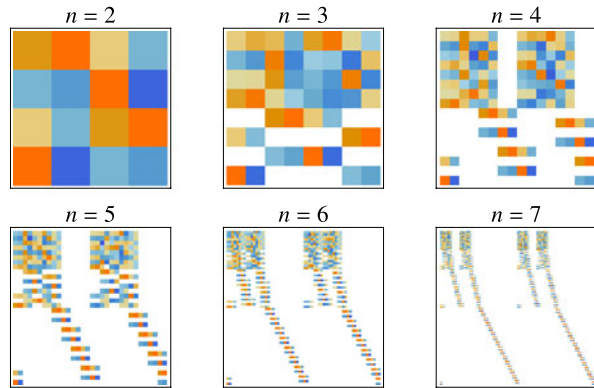 n = 2
n = 3
n = 4
n = 5
n = 6
n = 7